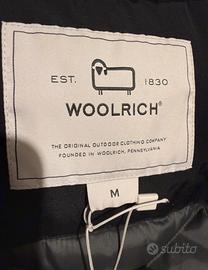 EST. 1830
WOOLRICH®
THE ORIGINAL OUTDOOR CLOTHING COMPANY
FOUNDED IN WOOLRICH, PENNSYLVANIA
M
subito